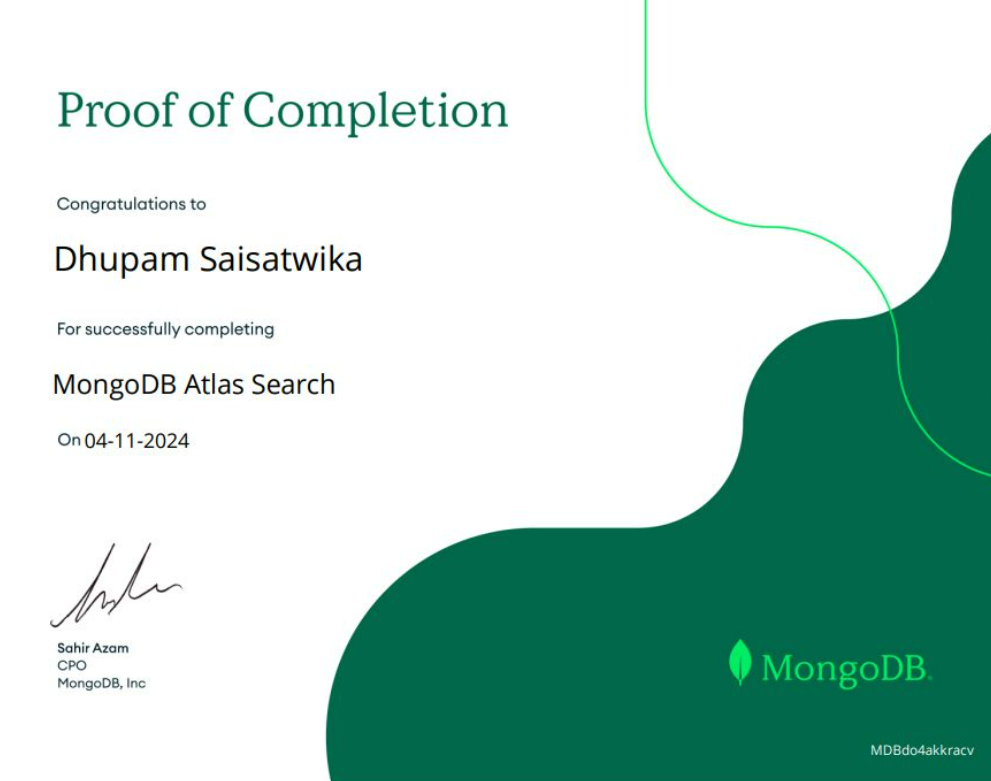 Proof of Completion
Congratulations to
Dhupam Saisatwika
For successfully completing
MongoDB Atlas Search
On 04-11-2024
Sahir Azam
CPO
MongoDB, Inc
MongoDB®
MDBdo4akkracv